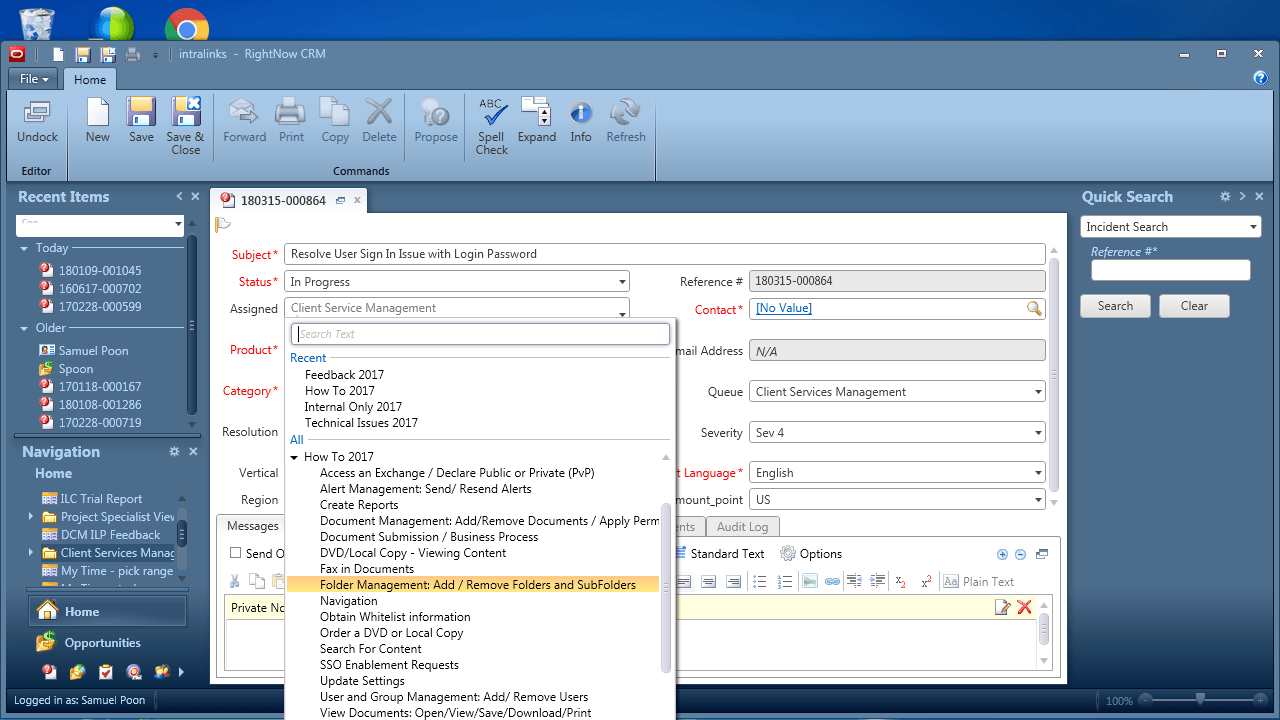 intralinks - RightNow CRM
File
Home
Undock
New
Save
Save & Close
Forward
Print
Copy
Delete
Propose
ABC
Spell Check
Expand
Info
Refresh
Editor
Commands
Recent Items
Today
180109-001045
160617-000702
170228-000599
Older
Samuel Poon
Spoon
170118-000167
180108-001286
170228-000719
Navigation
Home
ILC Trial Report
Project Specialist View
DCM ILP Feedback
Client Services Manag
My Time - pick range
Home
Opportunities
Logged in as: Samuel Poon
180315-000864
Subject*
Resolve User Sign In Issue with Login Password
Status*
In Progress
Reference #
180315-000864
Assigned
Client Service Management
Contact*
[No Value]
Product*
mail Address
N/A
Category*
Queue
Client Services Management
Resolution
Severity
Sev 4
Vertical
t Language*
English
Region
mount_point
US
Search Text
Recent
Feedback 2017
How To 2017
Internal Only 2017
Technical Issues 2017
All
How To 2017
Access an Exchange / Declare Public or Private (PvP)
Alert Management: Send/ Resend Alerts
Create Reports
Document Management: Add/Remove Documents / Apply Perm
Document Submission / Business Process
DVD/Local Copy - Viewing Content
Fax in Documents
Folder Management: Add / Remove Folders and SubFolders
Navigation
Obtain Whitelist information
Order a DVD or Local Copy
Search For Content
SSO Enablement Requests
Update Settings
User and Group Management: Add/ Remove Users
View Documents: Open/View/Save/Download/Print
Messages
ents
Audit Log
Send O
Standard Text
Options
Plain Text
Private No
Quick Search
Incident Search
Reference #*
Search
Clear
100%